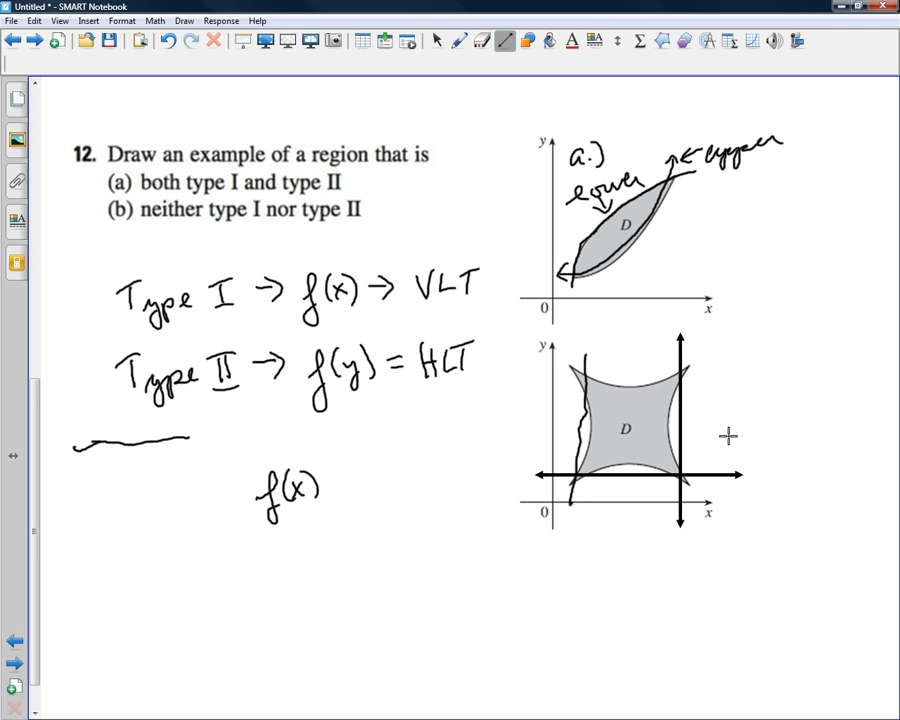 Untitled * - SMART Notebook
File Edit View Insert Format Math Draw Response Help
12. Draw an example of a region that is
(a) both type I and type II
(b) neither type I nor type II
Type I → f(x) → VLT
Type II → f(y) = HLT
f(x)
y
a.)
← upper
D
0
x
y
D
0
x